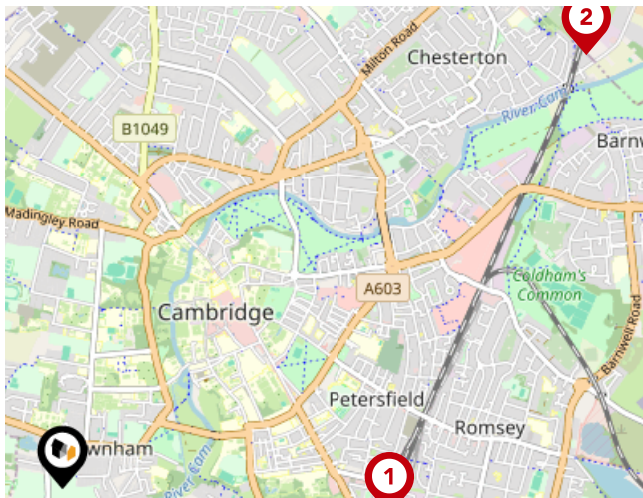 2
Milton Road
Chesterton
River Cam
B1049
Barnw
Madingley Road
Coldham's
Common
A603
Cambridge
Barnwell Road
Petersfield
Romsey
wnham
River Cam
1